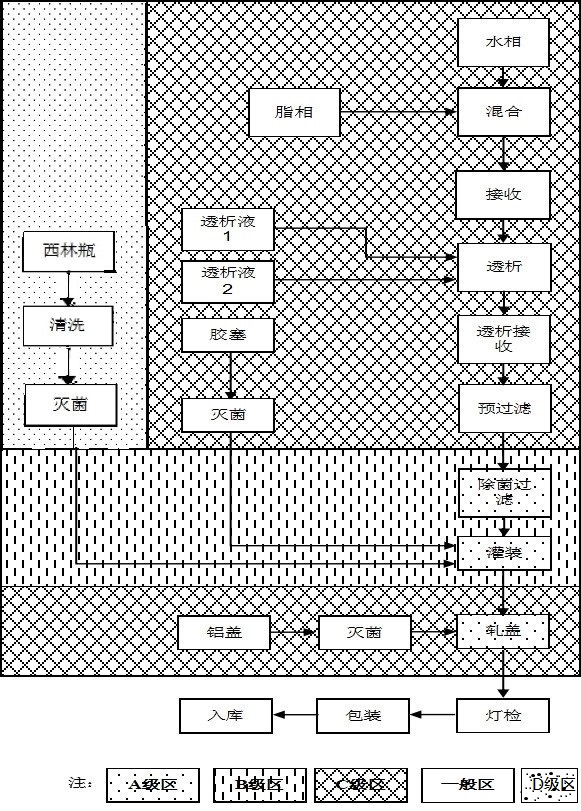 水相
脂相
混合
接收
透析液
1
西林瓶
透析
透析液
2
清洗
胶塞
透析接
收
灭菌
灭菌
预过滤
除菌过
滤
灌装
铝盖
灭菌
轧盖
入库
包装
灯检
注：
A级区
B级区
C级区
一般区
D级区